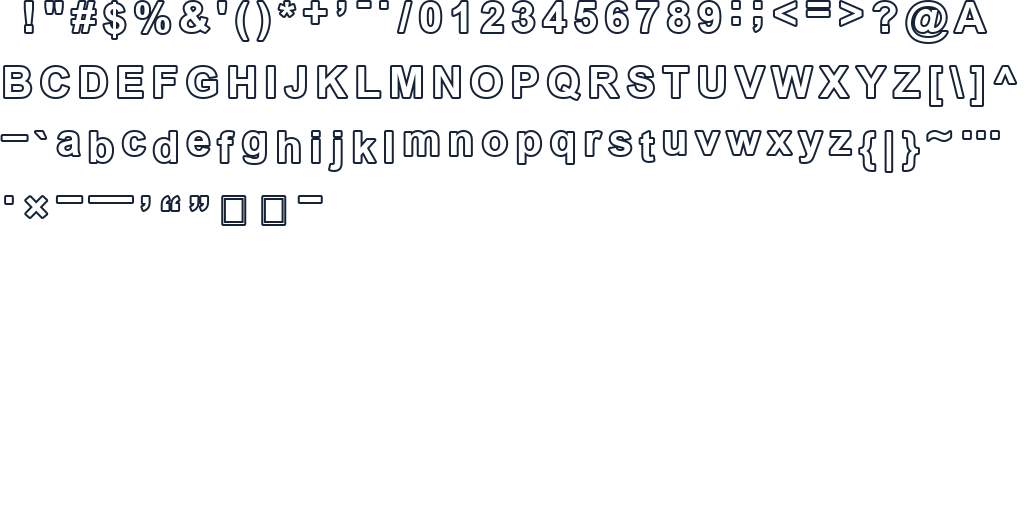 !"#$%&'()*+,-./0123456789:;<=>?@A
BCDEFGHIJKLMNOPQRSTUVWXYZ[\]^
_`abcdefghijklmnopqrstuvwxyz{|}~…
·×–—’“”